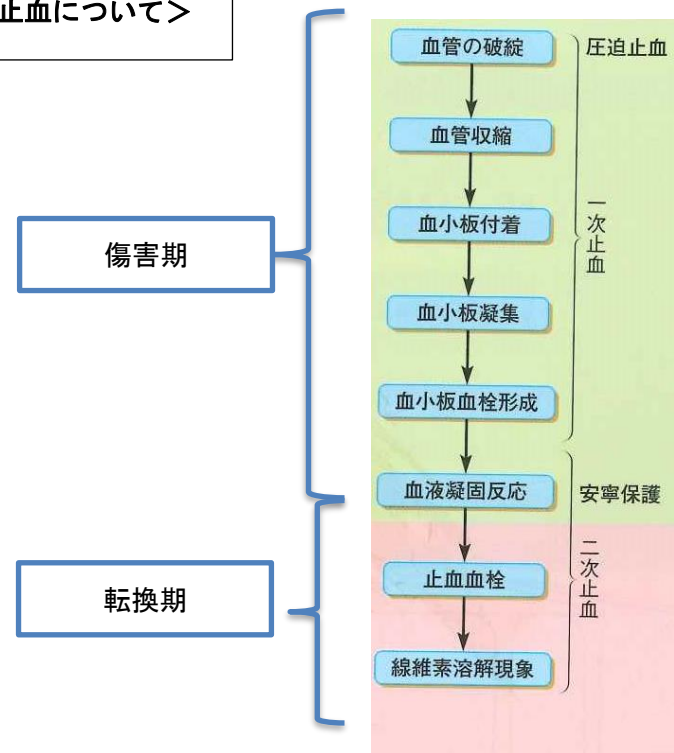 止血について＞
血管の破綻
圧迫止血
血管収縮
一次止血
血小板付着
傷害期
血小板凝集
血小板血栓形成
血液凝固反応
安寧保護
二次止血
止血血栓
転換期
線維素溶解現象